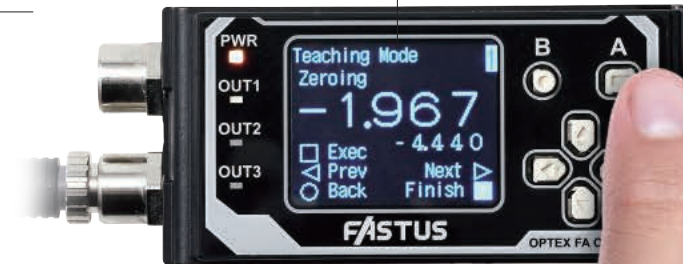 PWR
OUT1
OUT2
OUT3
Teaching Mode
Zeroing
-1.967
-4.440
Exec
Prev Next
Back Finish
B A
FASTUS
OPTEX FA